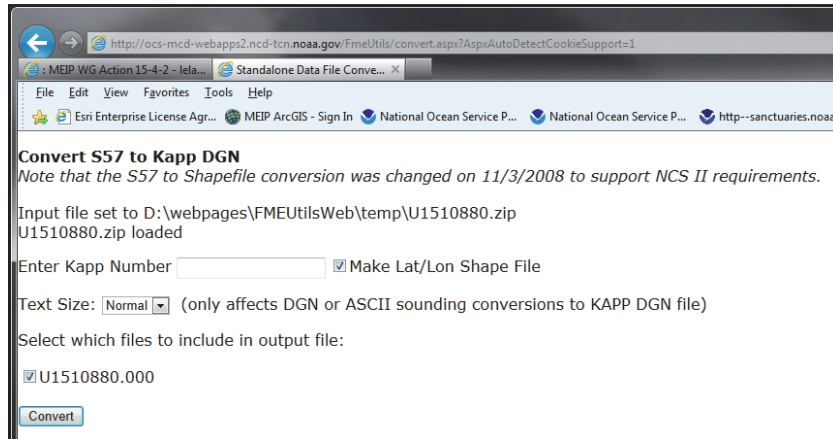 http://ocs-mcd-webapps2.ncd-tcn.noaa.gov/FmeUtils/convert.aspx?AspxAutoDetectCookieSupport=1
: MEIP WG Action 15-4-2 - Iela... Standalone Data File Conve... ×
File Edit View Favorites Tools Help
Esri Enterprise License Agr... MEIP ArcGIS - Sign In National Ocean Service P... National Ocean Service P... http--sanctuaries.noaa
Convert S57 to Kapp DGN
Note that the S57 to Shapefile conversion was changed on 11/3/2008 to support NCS II requirements.
Input file set to D:\webpages\FMEUtilsWeb\temp\U1510880.zip
U1510880.zip loaded
Enter Kapp Number Make Lat/Lon Shape File
Text Size: Normal (only affects DGN or ASCII sounding conversions to KAPP DGN file)
Select which files to include in output file:
U1510880.000
Convert